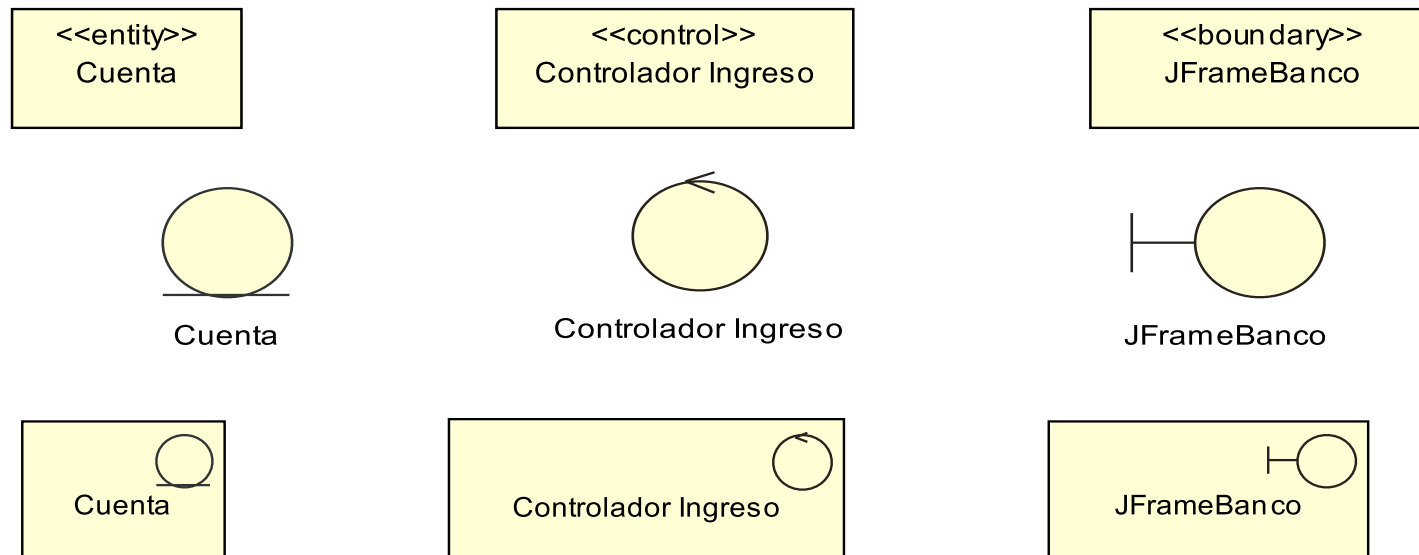 <<entity>>
Cuenta
<<control>>
Controlador Ingreso
<<boundary>>
JFrameBanco
Cuenta
Controlador Ingreso
JFrameBanco
Cuenta
Controlador Ingreso
JFrameBanco